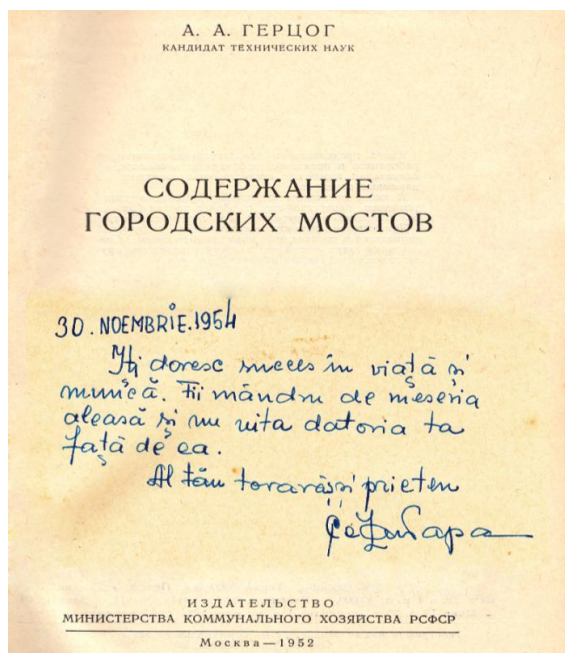 А. А. ГЕРЦОГ
КАНДИДАТ ТЕХНИЧЕСКИХ НАУК
СОДЕРЖАНИЕ
ГОРОДСКИХ МОСТОВ
30. NOEMBRIE.1954
Iți doresc succes în viață și
muncă. Fii mândru de meseria
aleasă și nu uita datoria ta
față de ea.
Al tău tovarăș și prieten
ИЗДАТЕЛЬСТВО
МИНИСТЕРСТВА КОММУНАЛЬНОГО ХОЗЯЙСТВА РСФСР
Москва—1952